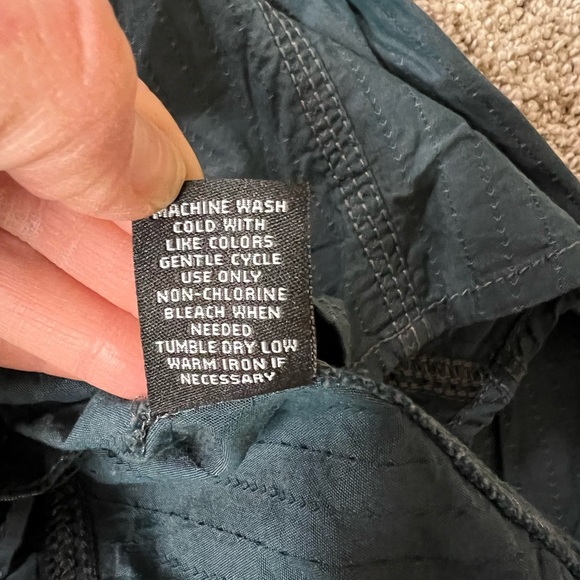 MACHINE WASH
COLD WITH
LIKE COLORS
GENTLE CYCLE
USE ONLY
NON-CHLORINE
BLEACH WHEN
NEEDED
TUMBLE DRY LOW
WARM IRON IF
NECESSARY